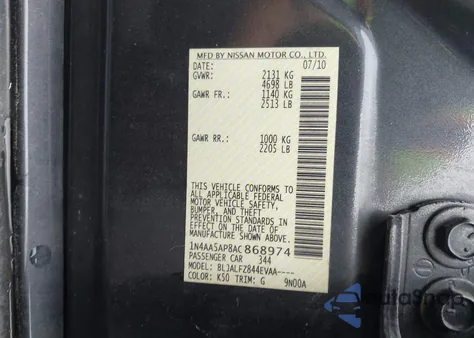 MFD BY NISSAN MOTOR CO., LTD.
DATE: 07/10
GVWR: 2131 KG
4698 LB
GAWR FR.: 1140 KG
2513 LB
GAWR RR.: 1000 KG
2205 LB
THIS VEHICLE CONFORMS TO
ALL APPLICABLE FEDERAL
MOTOR VEHICLE SAFETY,
BUMPER, AND THEFT
PREVENTION STANDARDS
IN EFFECT ON THE DATE OF
MANUFACTURE SHOWN ABOVE.
1N4AA5AP8AC868974
PASSENGER CAR 344
MODEL: BLJALFZ844EVAA----
COLOR: K50 TRIM: G 9N00A